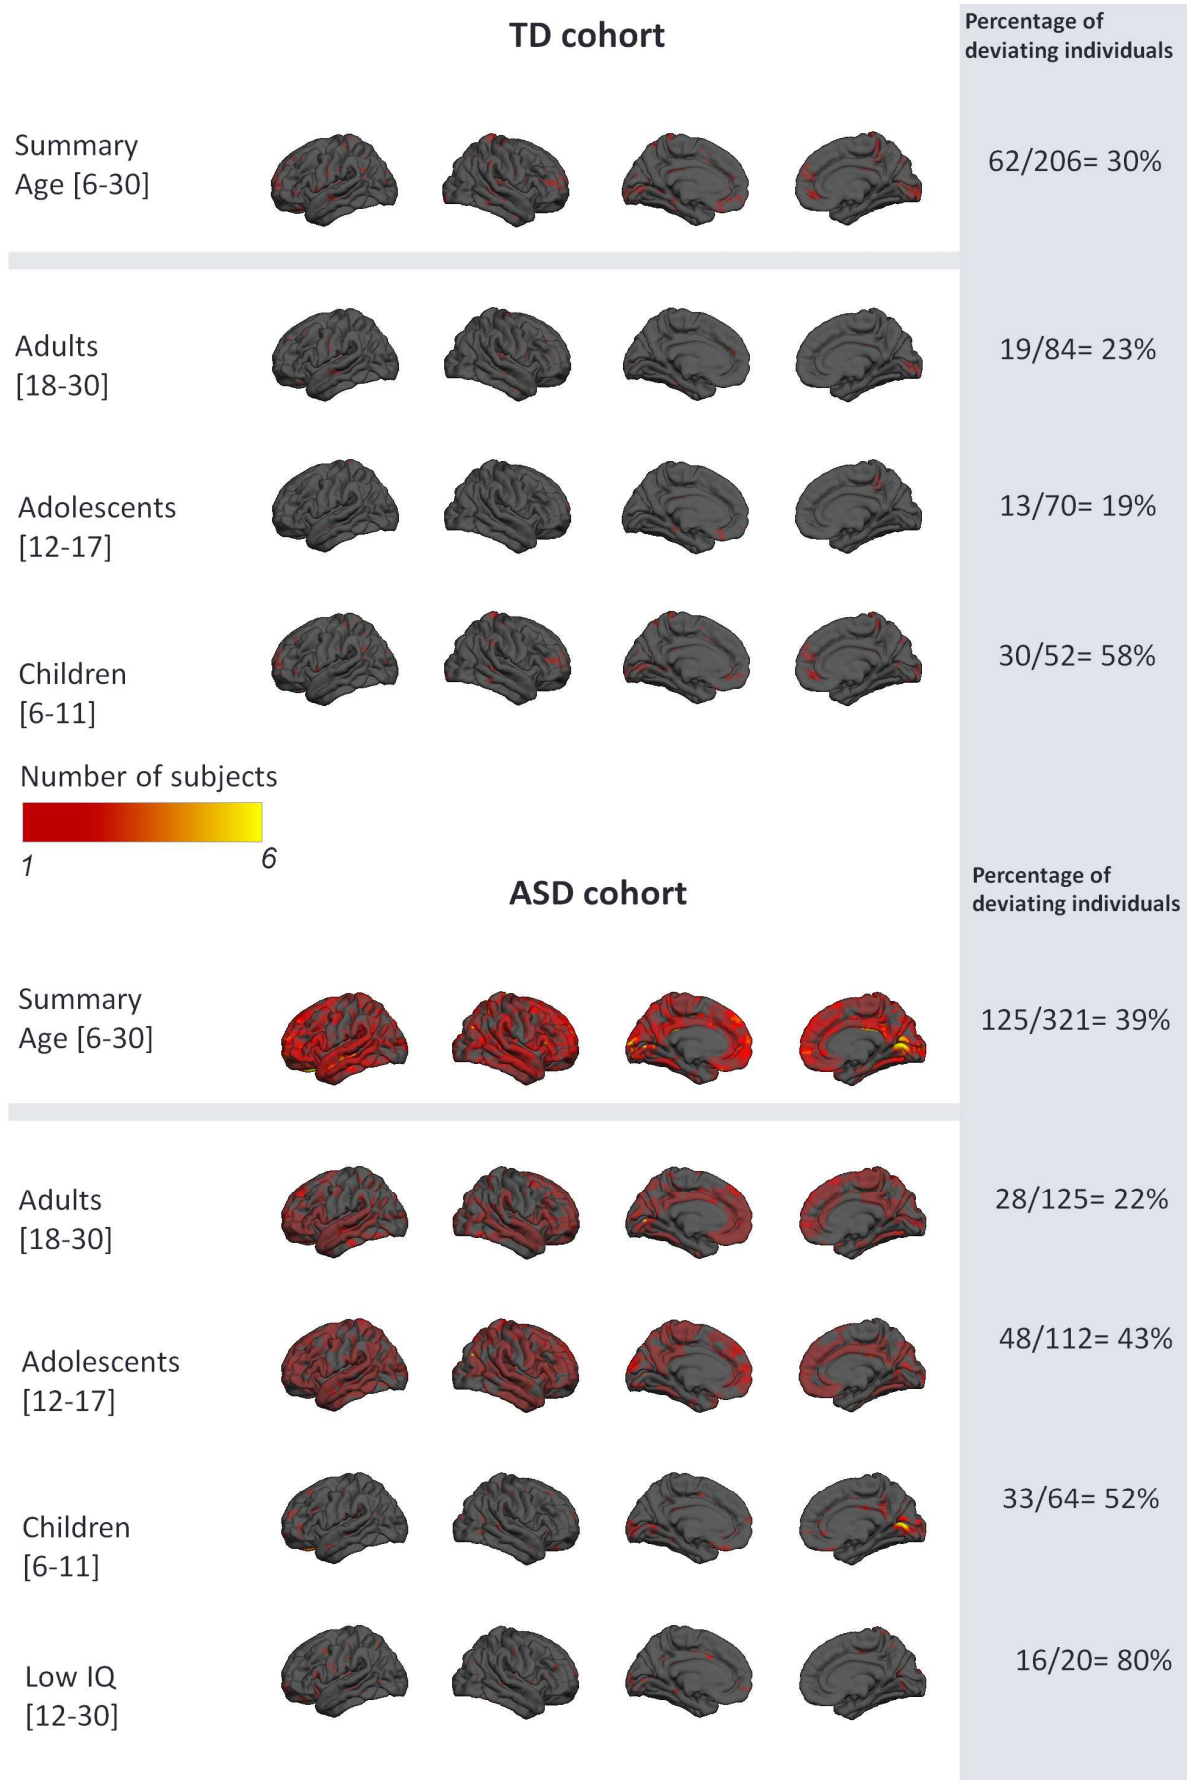 TD cohort
Percentage of
deviating individuals
Summary
Age [6-30]
62/206= 30%
Adults
[18-30]
19/84= 23%
Adolescents
[12-17]
13/70= 19%
Children
[6-11]
30/52= 58%
Number of subjects
1
6
ASD cohort
Percentage of
deviating individuals
Summary
Age [6-30]
125/321= 39%
Adults
[18-30]
28/125= 22%
Adolescents
[12-17]
48/112= 43%
Children
[6-11]
33/64= 52%
Low IQ
[12-30]
16/20= 80%